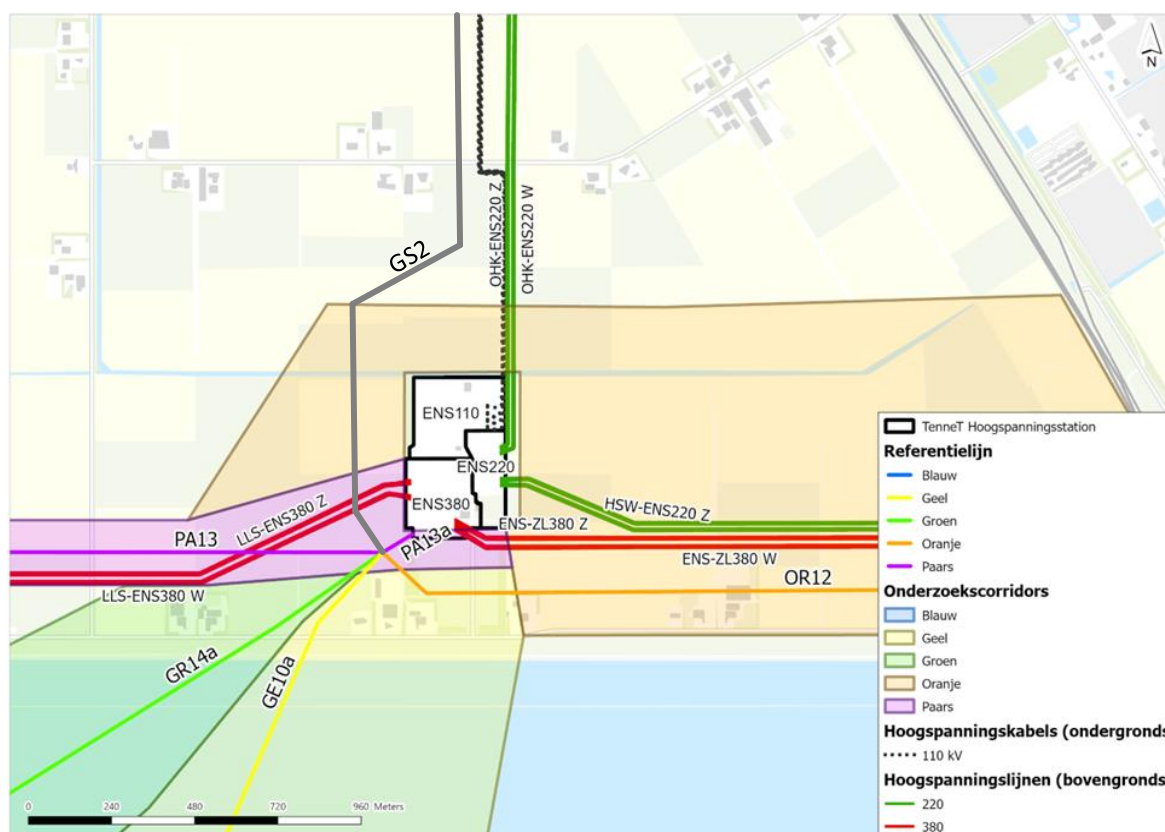 N
GS2
OHK-ENS220 Z
OHK-ENS220 W
ENS110
ENS220
ENS380
HSW-ENS220 Z
ENS-ZL380 Z
ENS-ZL380 W
LLS-ENS380 Z
PA13
PA13a
LLS-ENS380 W
OR12
GR14a
GE10a
0 240 480 720 960 Meters
TenneT Hoogspanningsstation
Referentielijn
Blauw
Geel
Groen
Oranje
Paars
Onderzoekscorridors
Blauw
Geel
Groen
Oranje
Paars
Hoogspanningskabels (ondergronds
110 kV
Hoogspanningslijnen (bovengronds
220
380